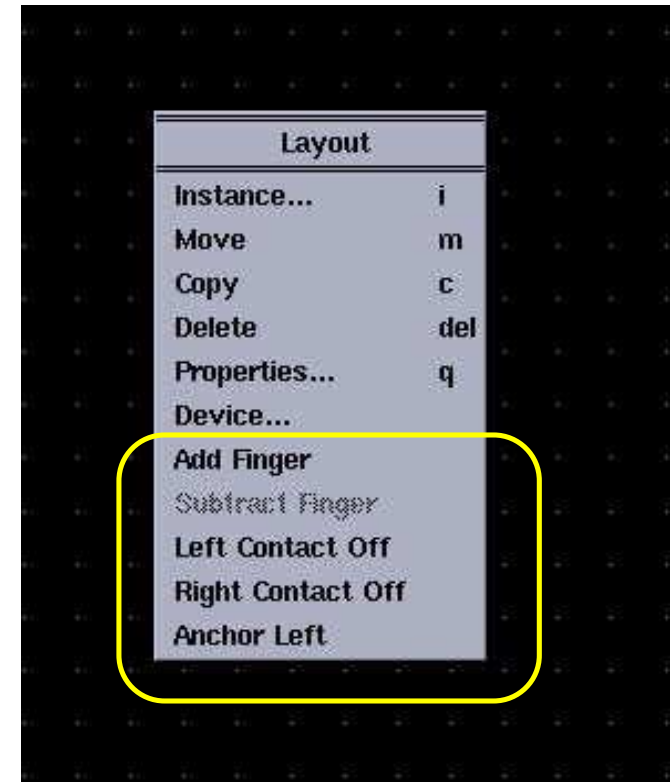 Layout
Instance... i
Move m
Copy c
Delete del
Properties... q
Device...
Add Finger
Subtract Finger
Left Contact Off
Right Contact Off
Anchor Left